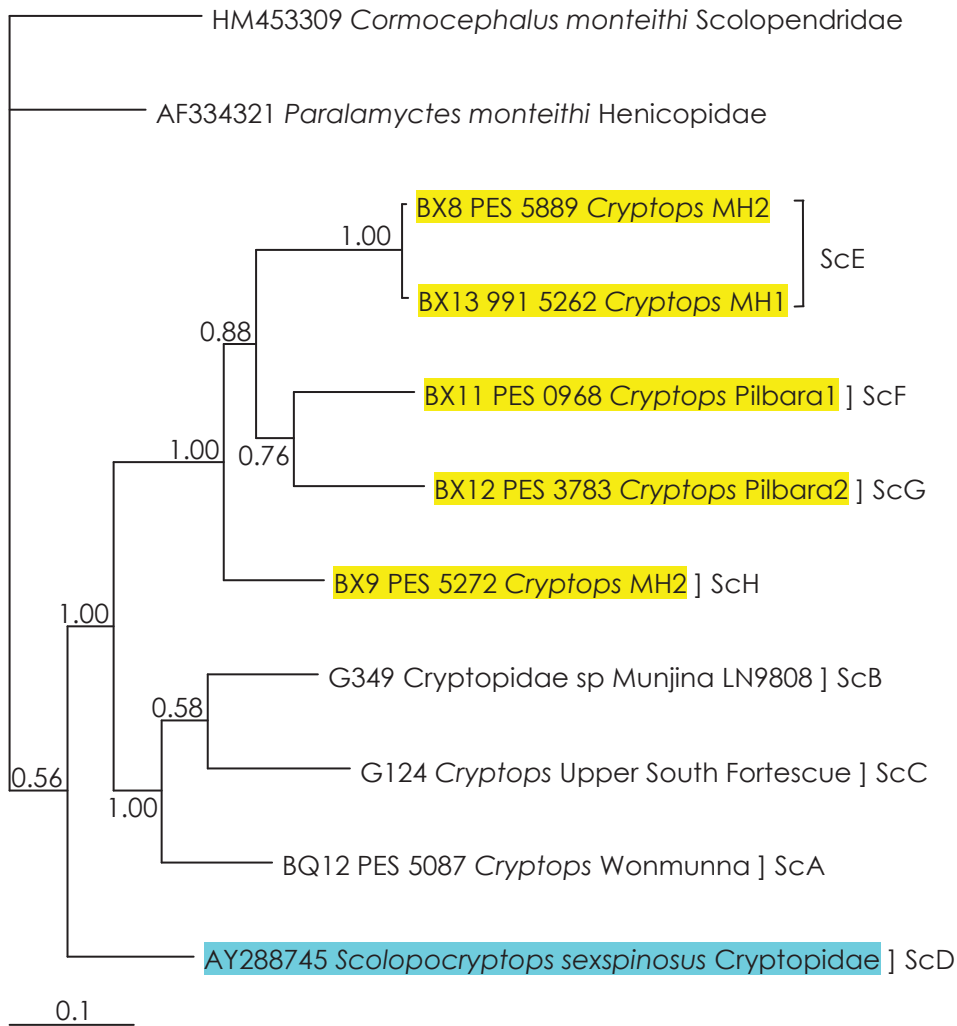 HM453309 Cormocephalus monteithi Scolopendridae
AF334321 Paralamyctes monteithi Henicopidae
BX8 PES 5889 Cryptops MH2
1.00
ScE
BX13 991 5262 Cryptops MH1
0.88
BX11 PES 0968 Cryptops Pilbara1 ] ScF
1.00
0.76
BX12 PES 3783 Cryptops Pilbara2 ] ScG
BX9 PES 5272 Cryptops MH2 ] ScH
1.00
G349 Cryptopidae sp Munjina LN9808 ] ScB
0.58
G124 Cryptops Upper South Fortescue ] ScC
0.56
1.00
BQ12 PES 5087 Cryptops Wonmunna ] ScA
AY288745 Scolopocryptops sexspinosus Cryptopidae ] ScD
0.1